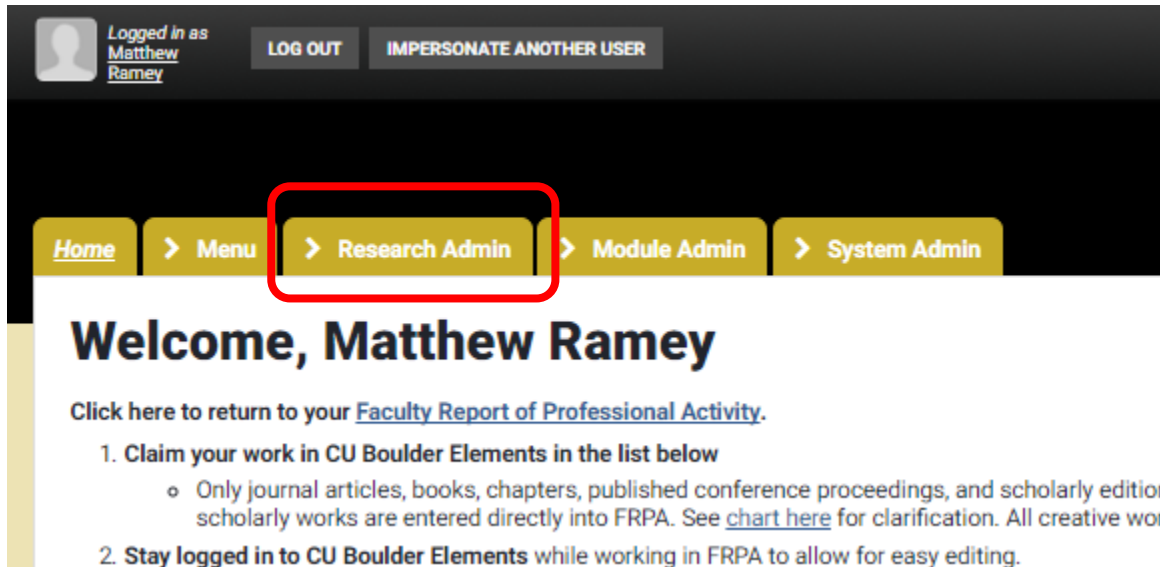 Logged in as
Matthew
Ramey
LOG OUT
IMPERSONATE ANOTHER USER
Home
Menu
Research Admin
Module Admin
System Admin
Welcome, Matthew Ramey
Click here to return to your Faculty Report of Professional Activity.
1. Claim your work in CU Boulder Elements in the list below
Only journal articles, books, chapters, published conference proceedings, and scholarly
scholarly works are entered directly into FRPA. See chart here for clarification. All creative
2. Stay logged in to CU Boulder Elements while working in FRPA to allow for easy editing.